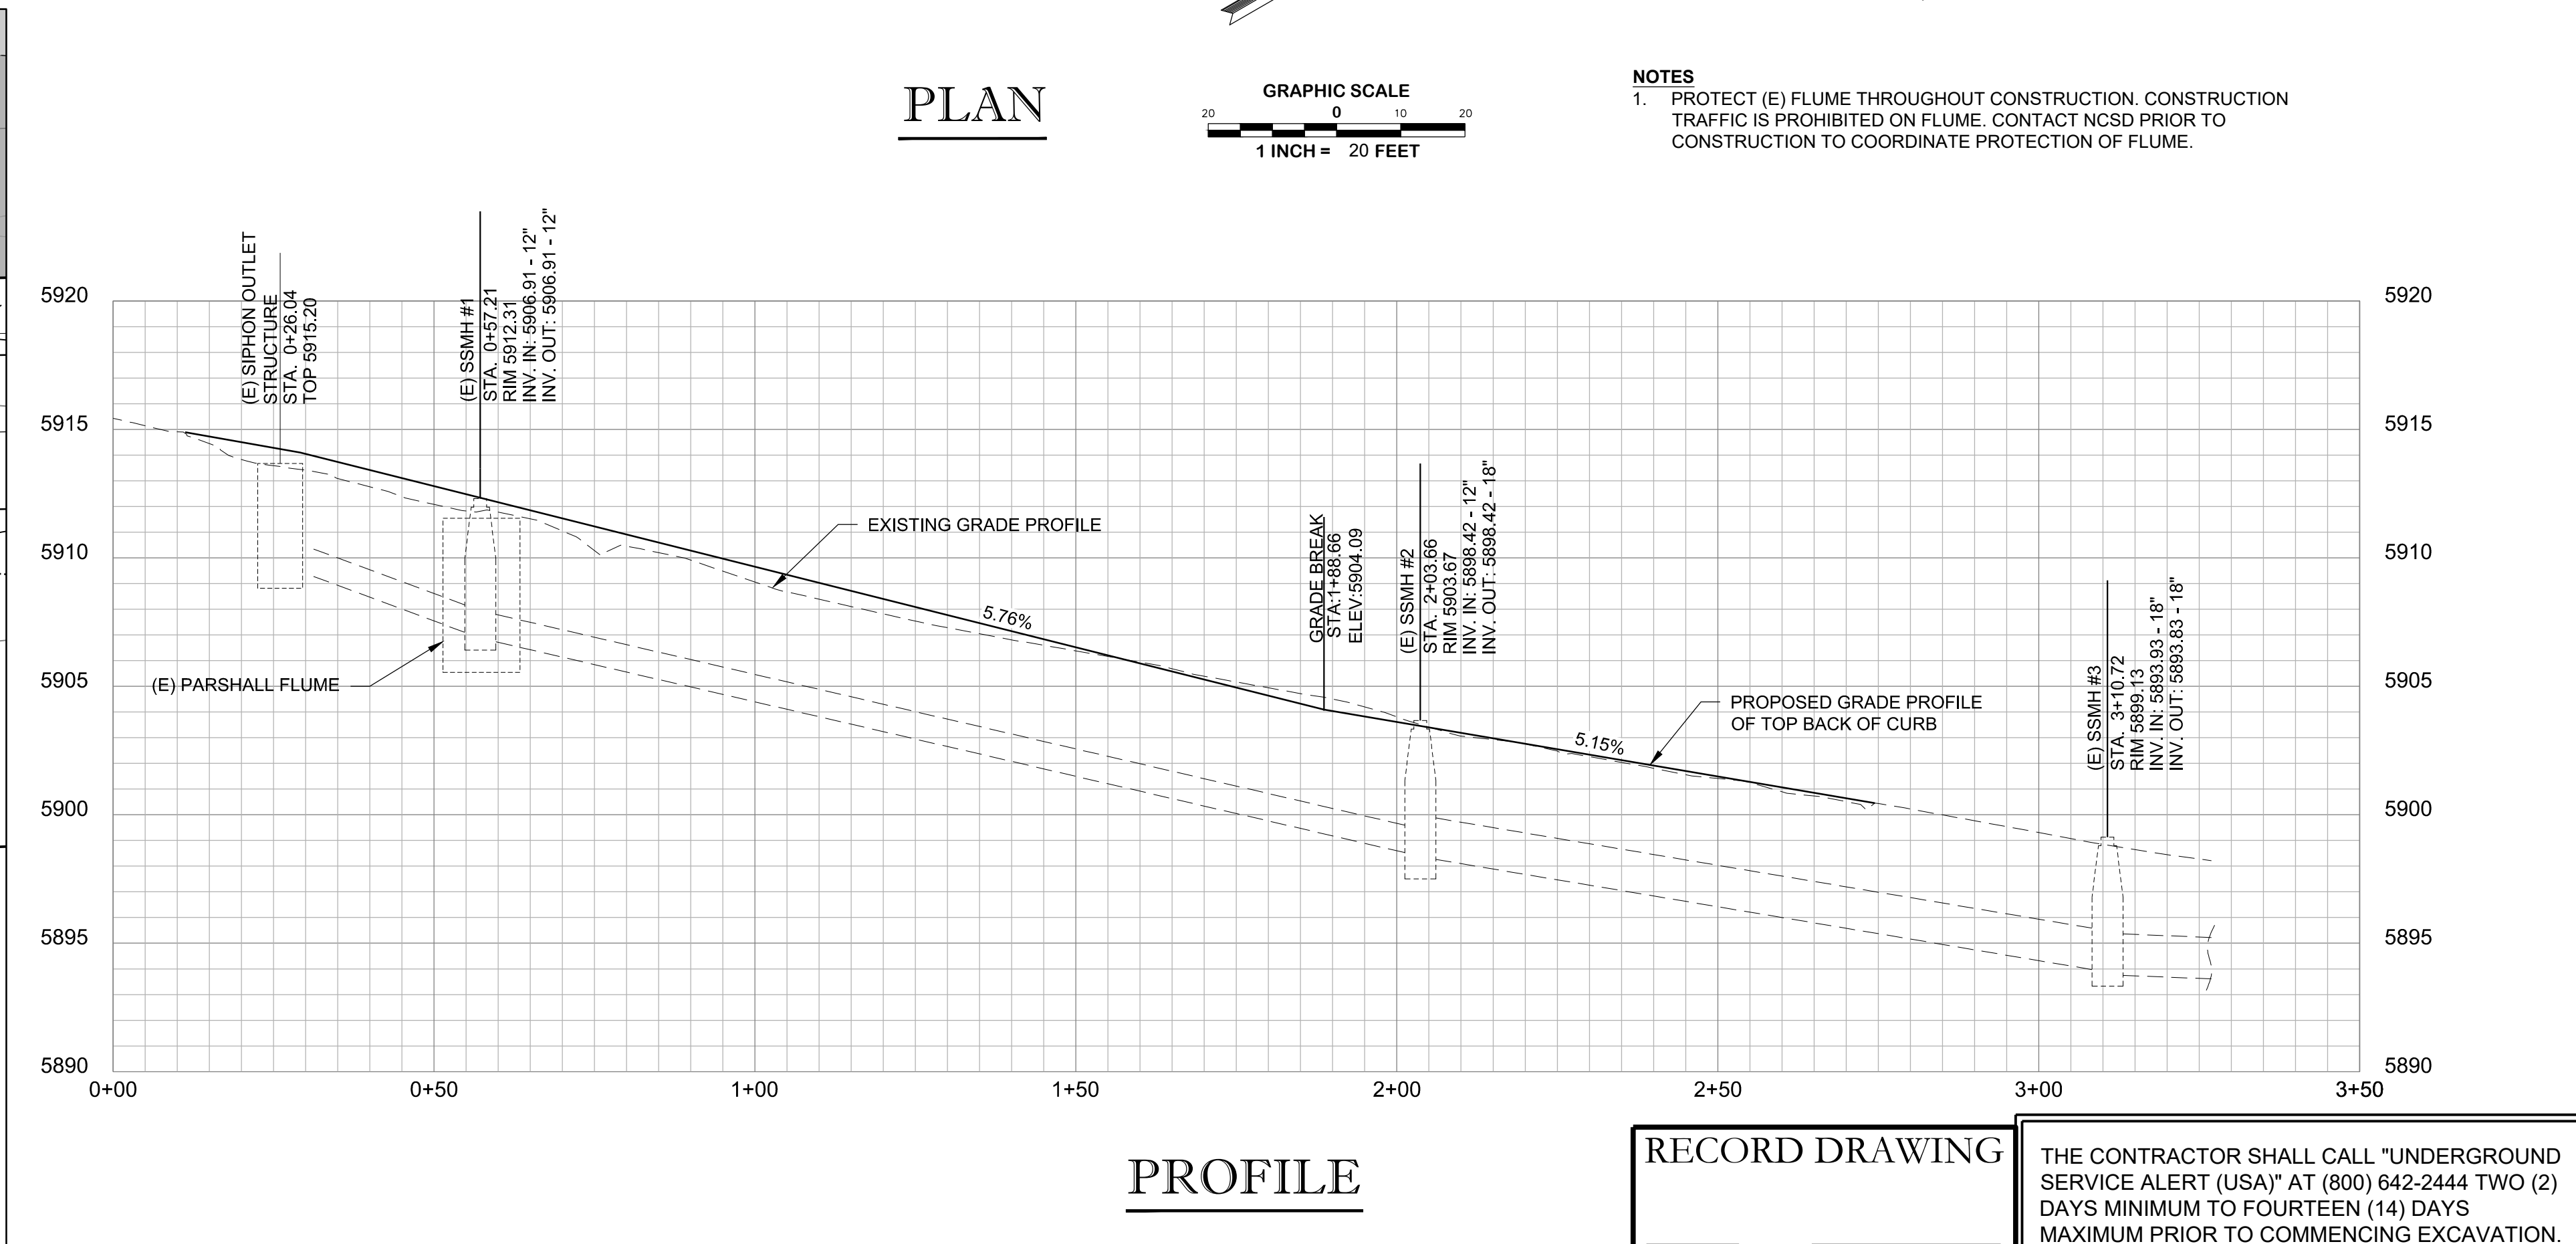 PLAN
GRAPHIC SCALE
20 0 10 20
1 INCH = 20 FEET
NOTES
1. PROTECT (E) FLUME THROUGHOUT CONSTRUCTION. CONSTRUCTION
TRAFFIC IS PROHIBITED ON FLUME. CONTACT NCSD PRIOR TO
CONSTRUCTION TO COORDINATE PROTECTION OF FLUME.
(E) SIPHON OUTLET
STRUCTURE
STA. 0+26.04
TOP 5915.20
(E) SSMH #1
STA. 0+57.21
RIM 5912.31
INV. IN: 5906.91 - 12"
INV. OUT: 5906.91 - 12"
GRADE BREAK
STA:1+88.66
ELEV:5904.09
(E) SSMH #2
STA. 2+03.66
RIM 5903.67
INV. IN: 5898.42 - 12"
INV. OUT: 5898.42 - 18"
(E) SSMH #3
STA. 3+10.72
RIM 5899.13
INV. IN: 5893.93 - 18"
INV. OUT: 5893.83 - 18"
EXISTING GRADE PROFILE
5.76%
(E) PARSHALL FLUME
PROPOSED GRADE PROFILE
OF TOP BACK OF CURB
5.15%
5920 5920
5915 5915
5910 5910
5905 5905
5900 5900
5895 5895
5890 5890
0+00 0+50 1+00 1+50 2+00 2+50 3+00 3+50
PROFILE
RECORD DRAWING
THE CONTRACTOR SHALL CALL "UNDERGROUND
SERVICE ALERT (USA)" AT (800) 642-2444 TWO (2)
DAYS MINIMUM TO FOURTEEN (14) DAYS
MAXIMUM PRIOR TO COMMENCING EXCAVATION.